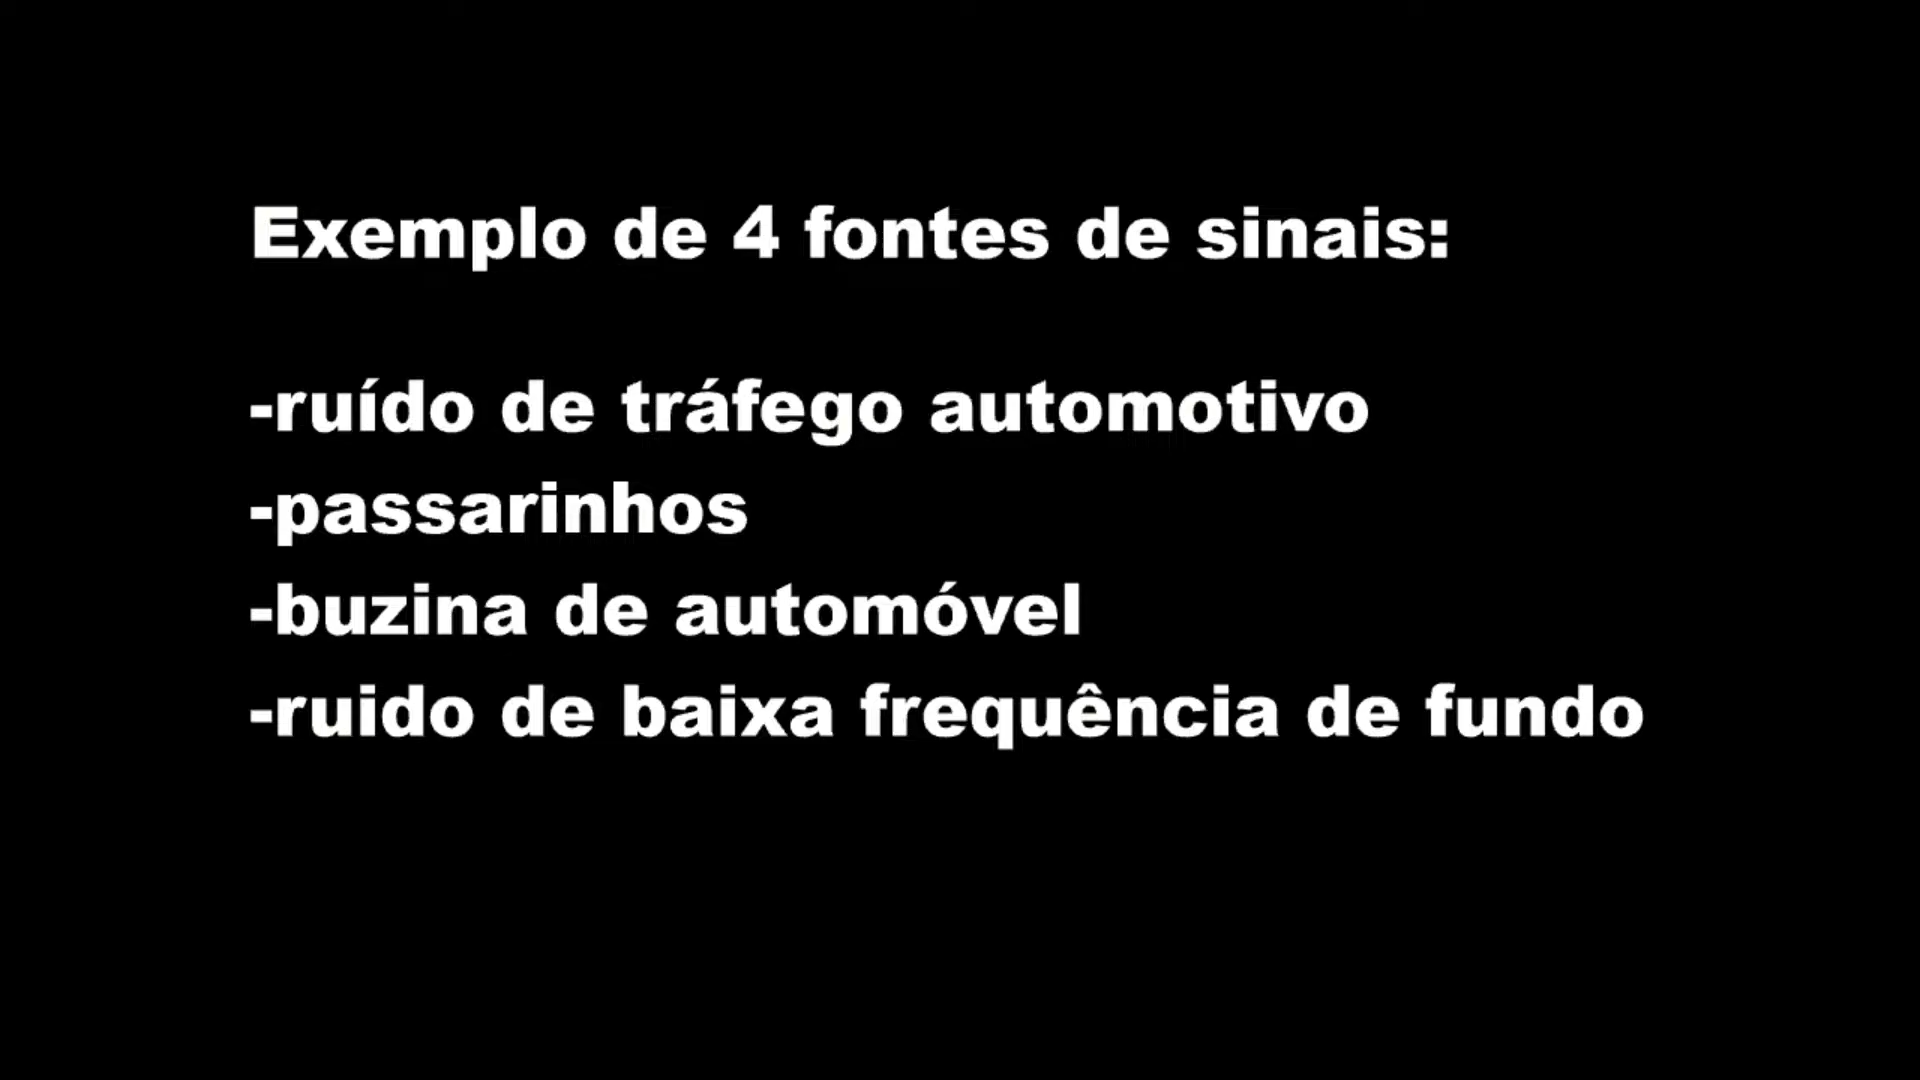 Exemplo de 4 fontes de sinais:
-ruído de tráfego automotivo
-passarinhos
-buzina de automóvel
-ruido de baixa frequência de fundo